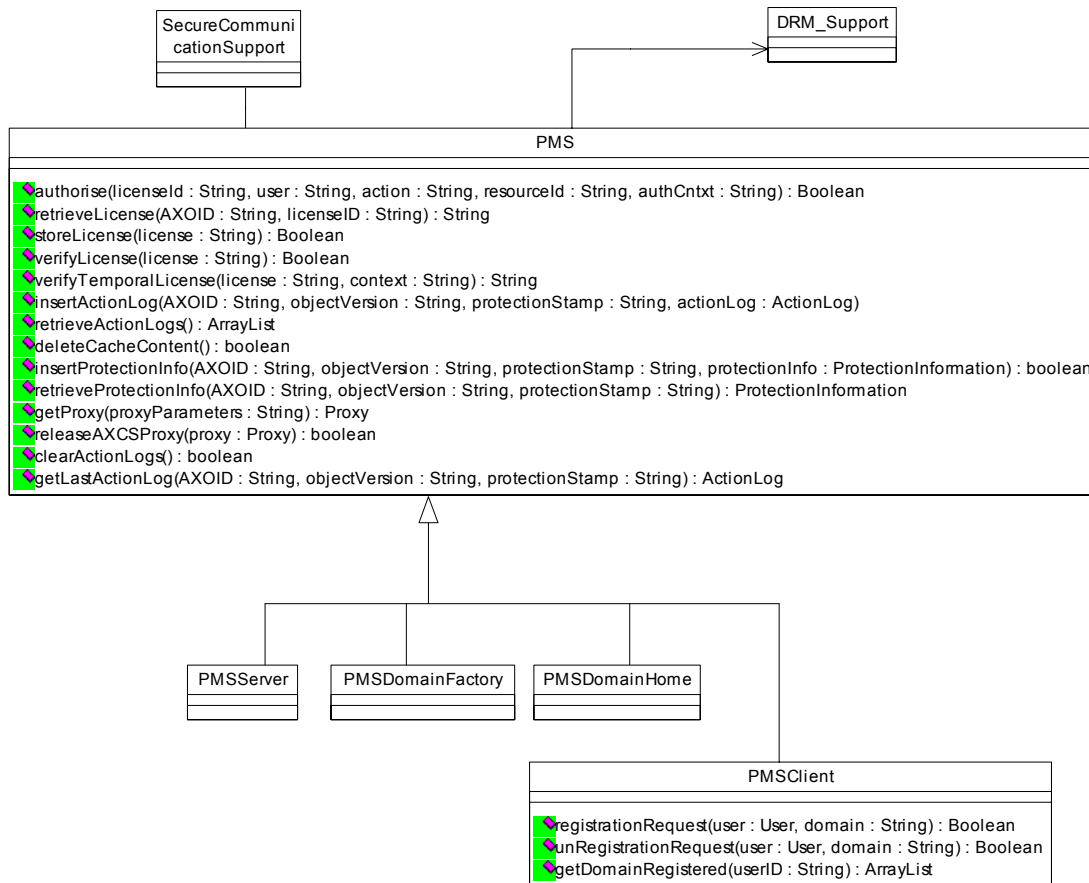 SecureCommuni
cationSupport
DRM_Support
PMS
authorise(licenseId : String, user : String, action : String, resourceId : String, authCntxt : String) : Boolean
retrieveLicense(AXOID : String, licenseID : String) : String
storeLicense(license : String) : Boolean
verifyLicense(license : String) : Boolean
verifyTemporalLicense(license : String, context : String) : String
insertActionLog(AXOID : String, objectVersion : String, protectionStamp : String, actionLog : ActionLog)
retrieveActionLogs() : ArrayList
deleteCacheContent() : boolean
insertProtectionInfo(AXOID : String, objectVersion : String, protectionStamp : String, protectionInfo : ProtectionInformation) : boolean
retrieveProtectionInfo(AXOID : String, objectVersion : String, protectionStamp : String) : ProtectionInformation
getProxy(proxyParameters : String) : Proxy
releaseAXCSProxy(proxy : Proxy) : boolean
clearActionLogs() : boolean
getLastActionLog(AXOID : String, objectVersion : String, protectionStamp : String) : ActionLog
PMSServer
PMSDomainFactory
PMSDomainHome
PMSClient
registrationRequest(user : User, domain : String) : Boolean
unRegistrationRequest(user : User, domain : String) : Boolean
getDomainRegistered(userID : String) : ArrayList